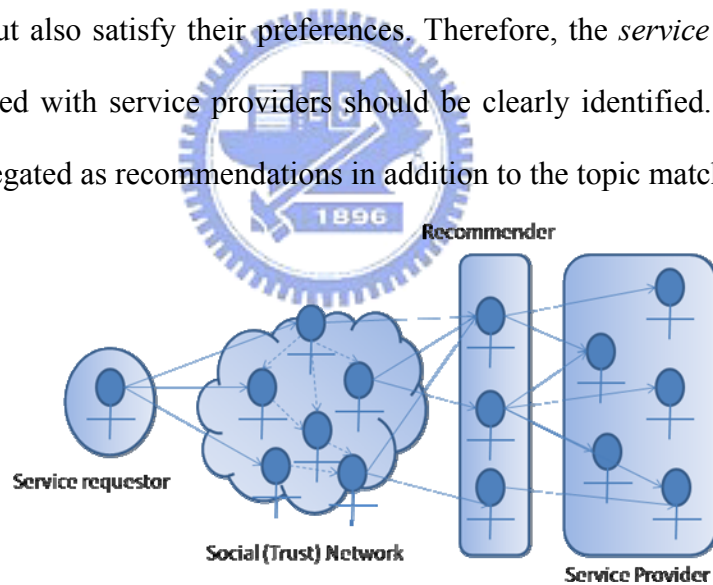 ut also satisfy their preferences. Therefore, the service
ed with service providers should be clearly identified.
egated as recommendations in addition to the topic match
1896
Recommender
Service requestor
Social (Trust) Network
Service Provider